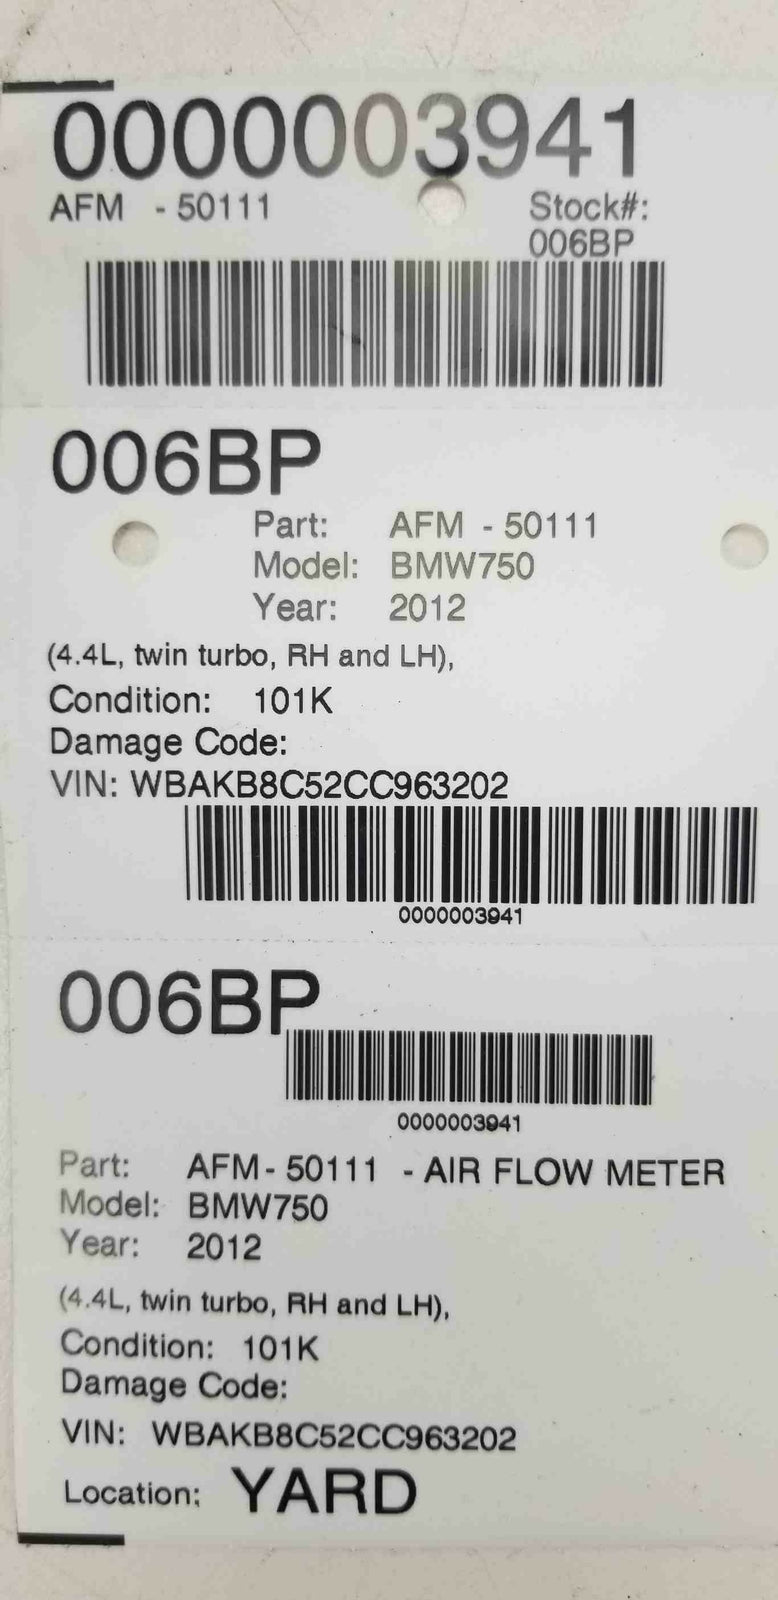 0000003941
AFM - 50111 Stock#:
006BP
006BP
Part: AFM - 50111
Model: BMW750
Year: 2012
(4.4L, twin turbo, RH and LH),
Condition: 101K
Damage Code:
VIN: WBAKB8C52CC963202
0000003941
006BP
0000003941
Part: AFM - 50111 - AIR FLOW METER
Model: BMW750
Year: 2012
(4.4L, twin turbo, RH and LH),
Condition: 101K
Damage Code:
VIN: WBAKB8C52CC963202
Location: YARD